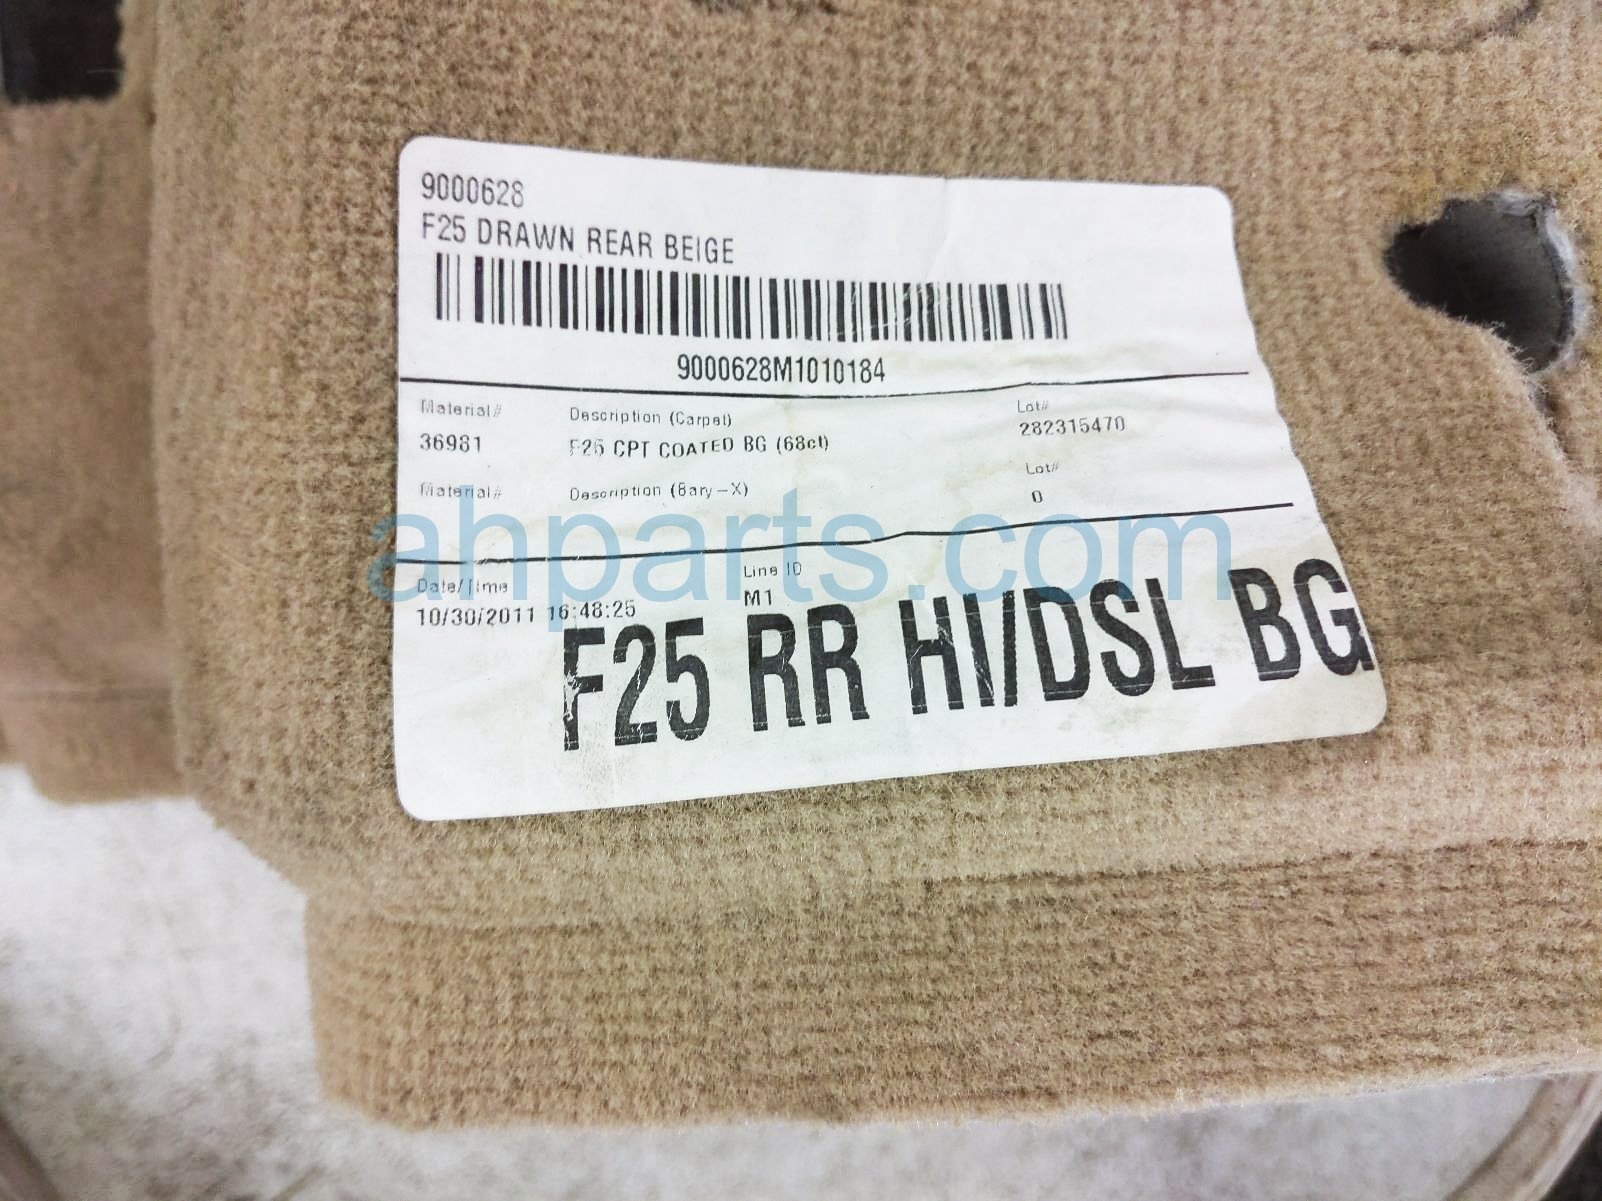 9000628
F25 DRAWN REAR BEIGE
9000628M1010184
Material# Description (Carpet) Lot#
36981 F25 CPT COATED BG (68ct) 282315470
Material# Description (Bary-X) Lot#
0
ahparts.com
Date/Time Line ID
10/30/2011 16:48:25 M1
F25 RR HI/DSL BG